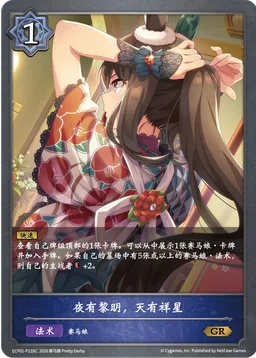 1
快速
查看自己牌组顶部的1张卡牌。可以从中展示1张赛马娘·卡牌
并加入手牌。如果自己的墓场中有5张或以上的赛马娘·法术，
则自己的主战者 +2。
夜有黎明，天有祥星
法术 赛马娘 GR
© Cygames, Inc. Published by NetEase Games